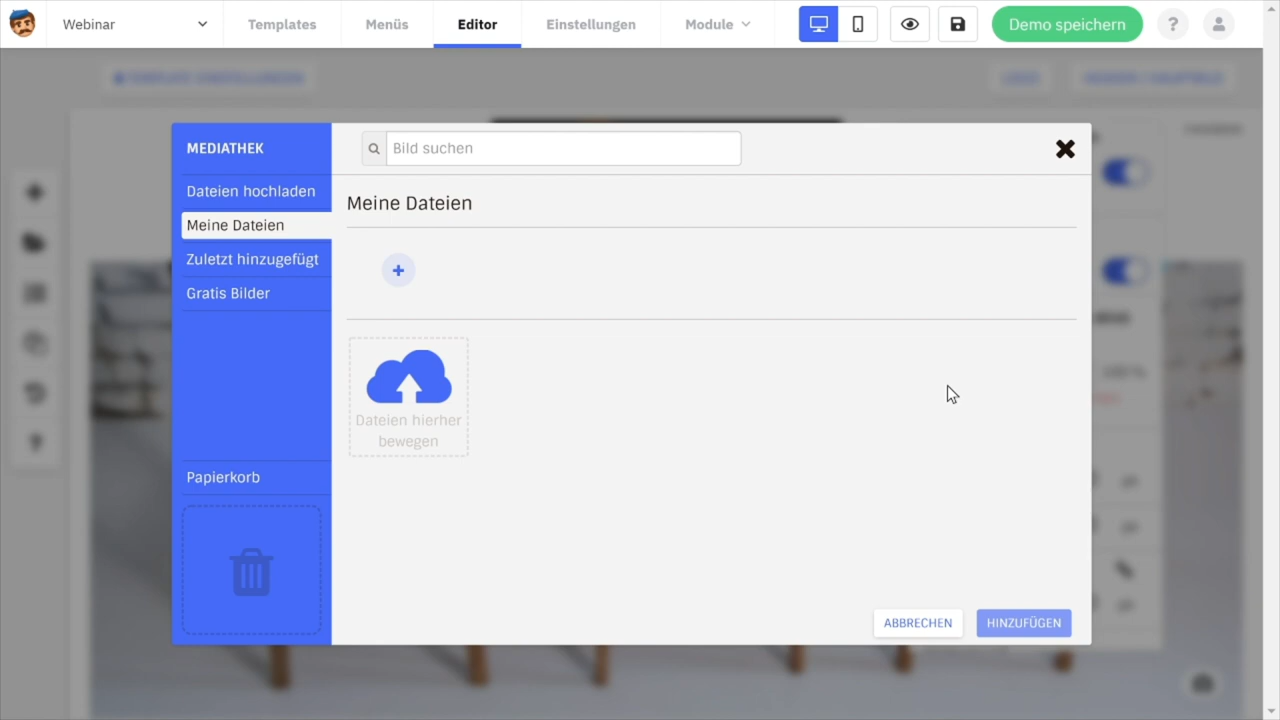 Webinar
Templates
Menüs
Editor
Einstellungen
Module
Demo speichern
?
MEDIATHEK
Bild suchen
Dateien hochladen
Meine Dateien
Meine Dateien
Zuletzt hinzugefügt
+
Gratis Bilder
Dateien hierher
bewegen
Papierkorb
ABBRECHEN
HINZUFÜGEN